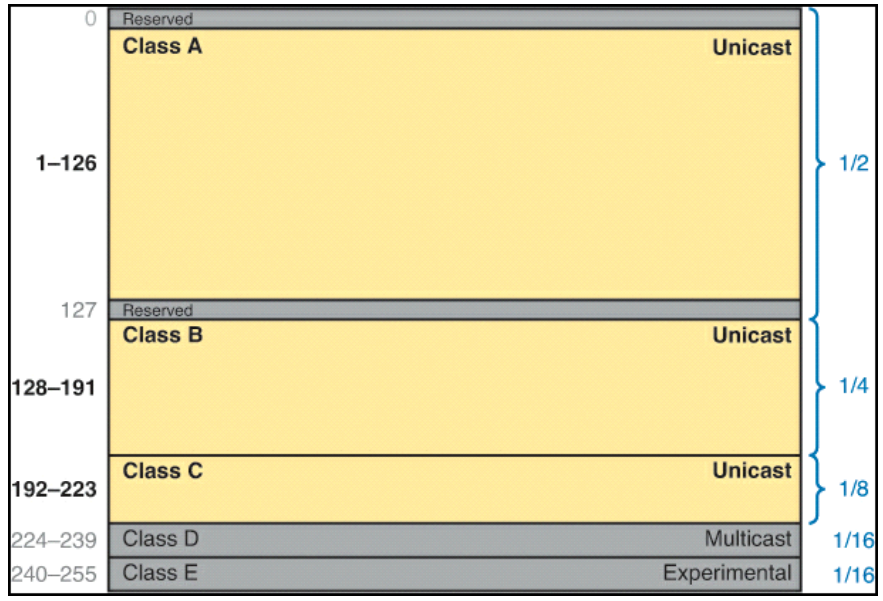 0 Reserved
Class A Unicast
1–126 1/2
127 Reserved
Class B Unicast
128–191 1/4
Class C Unicast
192–223 1/8
224–239 Class D Multicast 1/16
240–255 Class E Experimental 1/16